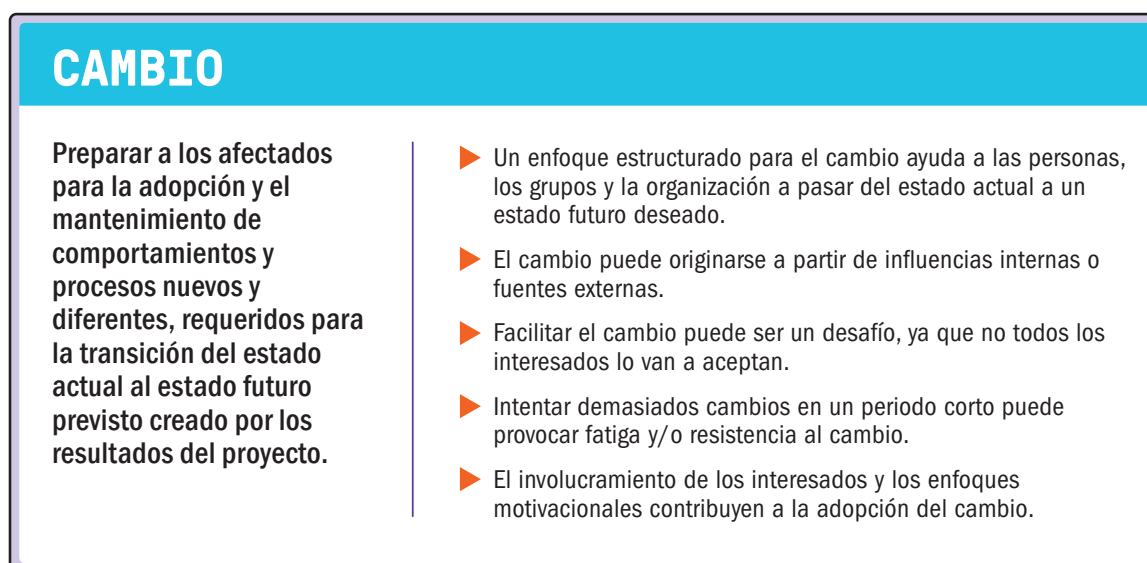 CAMBIO
Preparar a los afectados
para la adopción y el
mantenimiento de
comportamientos y
procesos nuevos y
diferentes, requeridos para
la transición del estado
actual al estado futuro
previsto creado por los
resultados del proyecto.
Un enfoque estructurado para el cambio ayuda a las personas,
los grupos y la organización a pasar del estado actual a un
estado futuro deseado.
El cambio puede originarse a partir de influencias internas o
fuentes externas.
Facilitar el cambio puede ser un desafío, ya que no todos los
interesados lo van a aceptan.
Intentar demasiados cambios en un periodo corto puede
provocar fatiga y/o resistencia al cambio.
El involucramiento de los interesados y los enfoques
motivacionales contribuyen a la adopción del cambio.